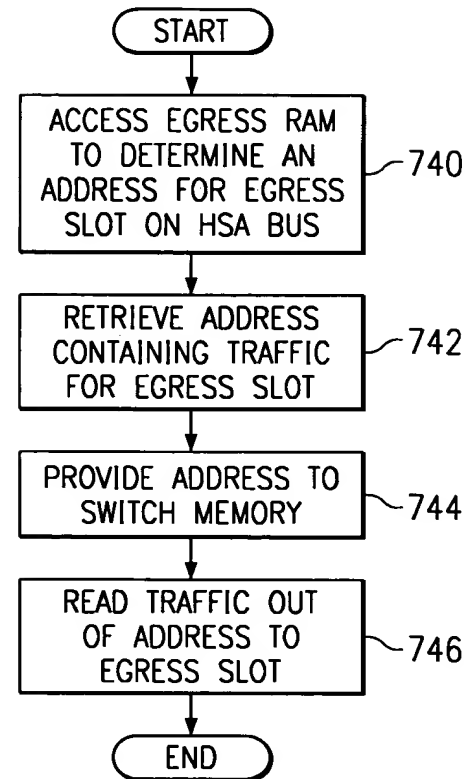 START
ACCESS EGRESS RAM
TO DETERMINE AN
ADDRESS FOR EGRESS
SLOT ON HSA BUS
740
RETRIEVE ADDRESS
CONTAINING TRAFFIC
FOR EGRESS SLOT
742
PROVIDE ADDRESS TO
SWITCH MEMORY
744
READ TRAFFIC OUT
OF ADDRESS TO
EGRESS SLOT
746
END